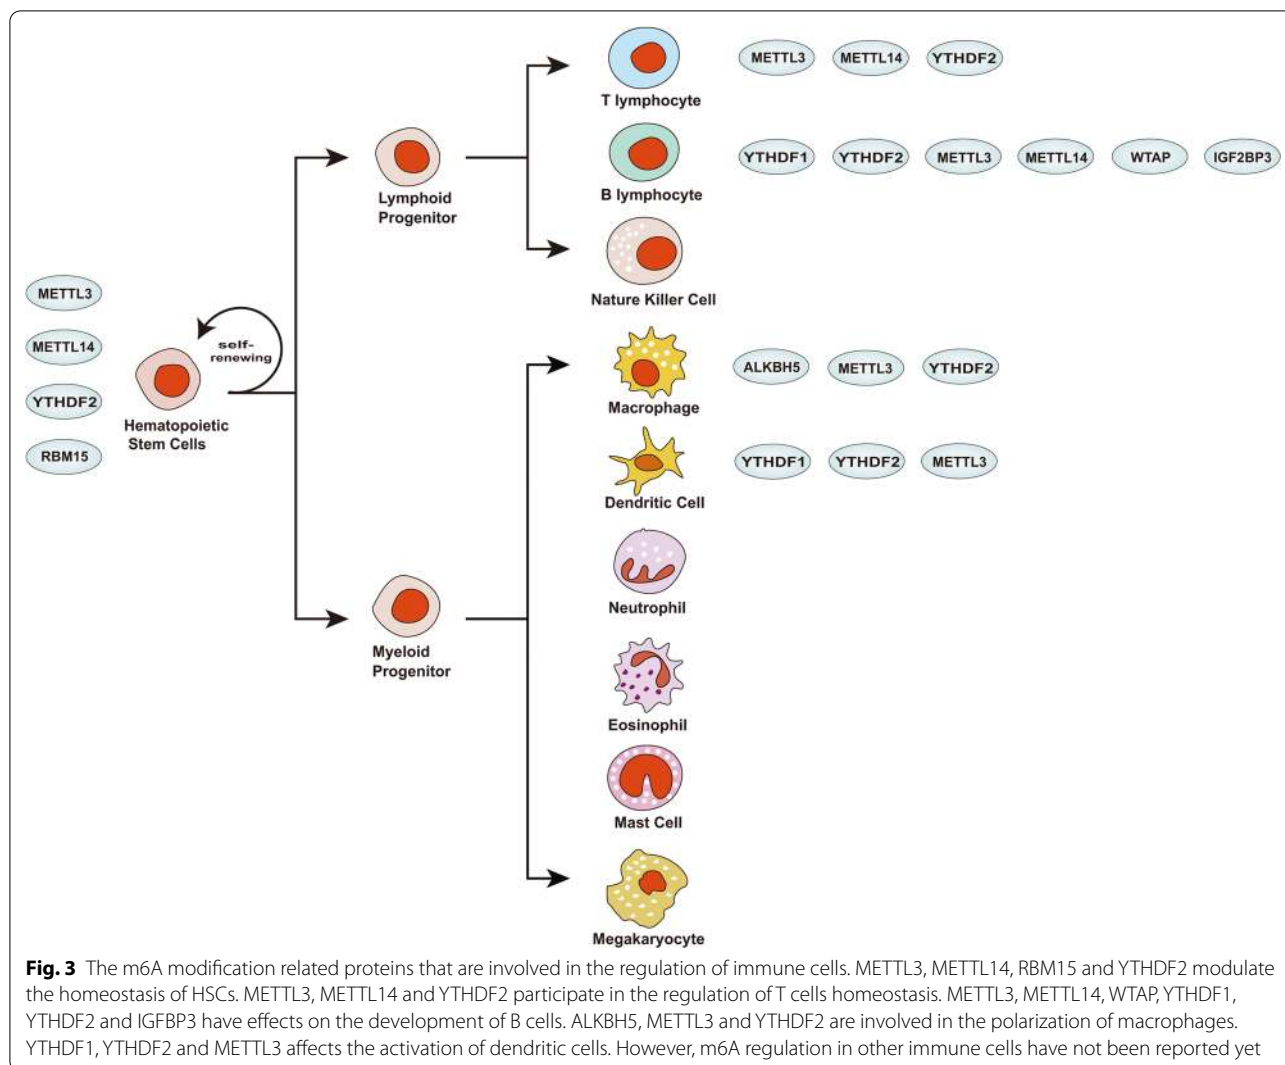 METTL3 METTL14 YTHDF2
T lymphocyte
YTHDF1 YTHDF2 METTL3 METTL14 WTAP IGF2BP3
B lymphocyte
Lymphoid
Progenitor
Nature Killer Cell
METTL3
METTL14
YTHDF2
RBM15
self-
renewing
Hematopoietic
Stem Cells
ALKBH5 METTL3 YTHDF2
Macrophage
YTHDF1 YTHDF2 METTL3
Dendritic Cell
Neutrophil
Myeloid
Progenitor
Eosinophil
Mast Cell
Megakaryocyte
Fig. 3 The m6A modification related proteins that are involved in the regulation of immune cells. METTL3, METTL14, RBM15 and YTHDF2 modulate
the homeostasis of HSCs. METTL3, METTL14 and YTHDF2 participate in the regulation of T cells homeostasis. METTL3, METTL14, WTAP, YTHDF1,
YTHDF2 and IGFBP3 have effects on the development of B cells. ALKBH5, METTL3 and YTHDF2 are involved in the polarization of macrophages.
YTHDF1, YTHDF2 and METTL3 affects the activation of dendritic cells. However, m6A regulation in other immune cells have not been reported yet